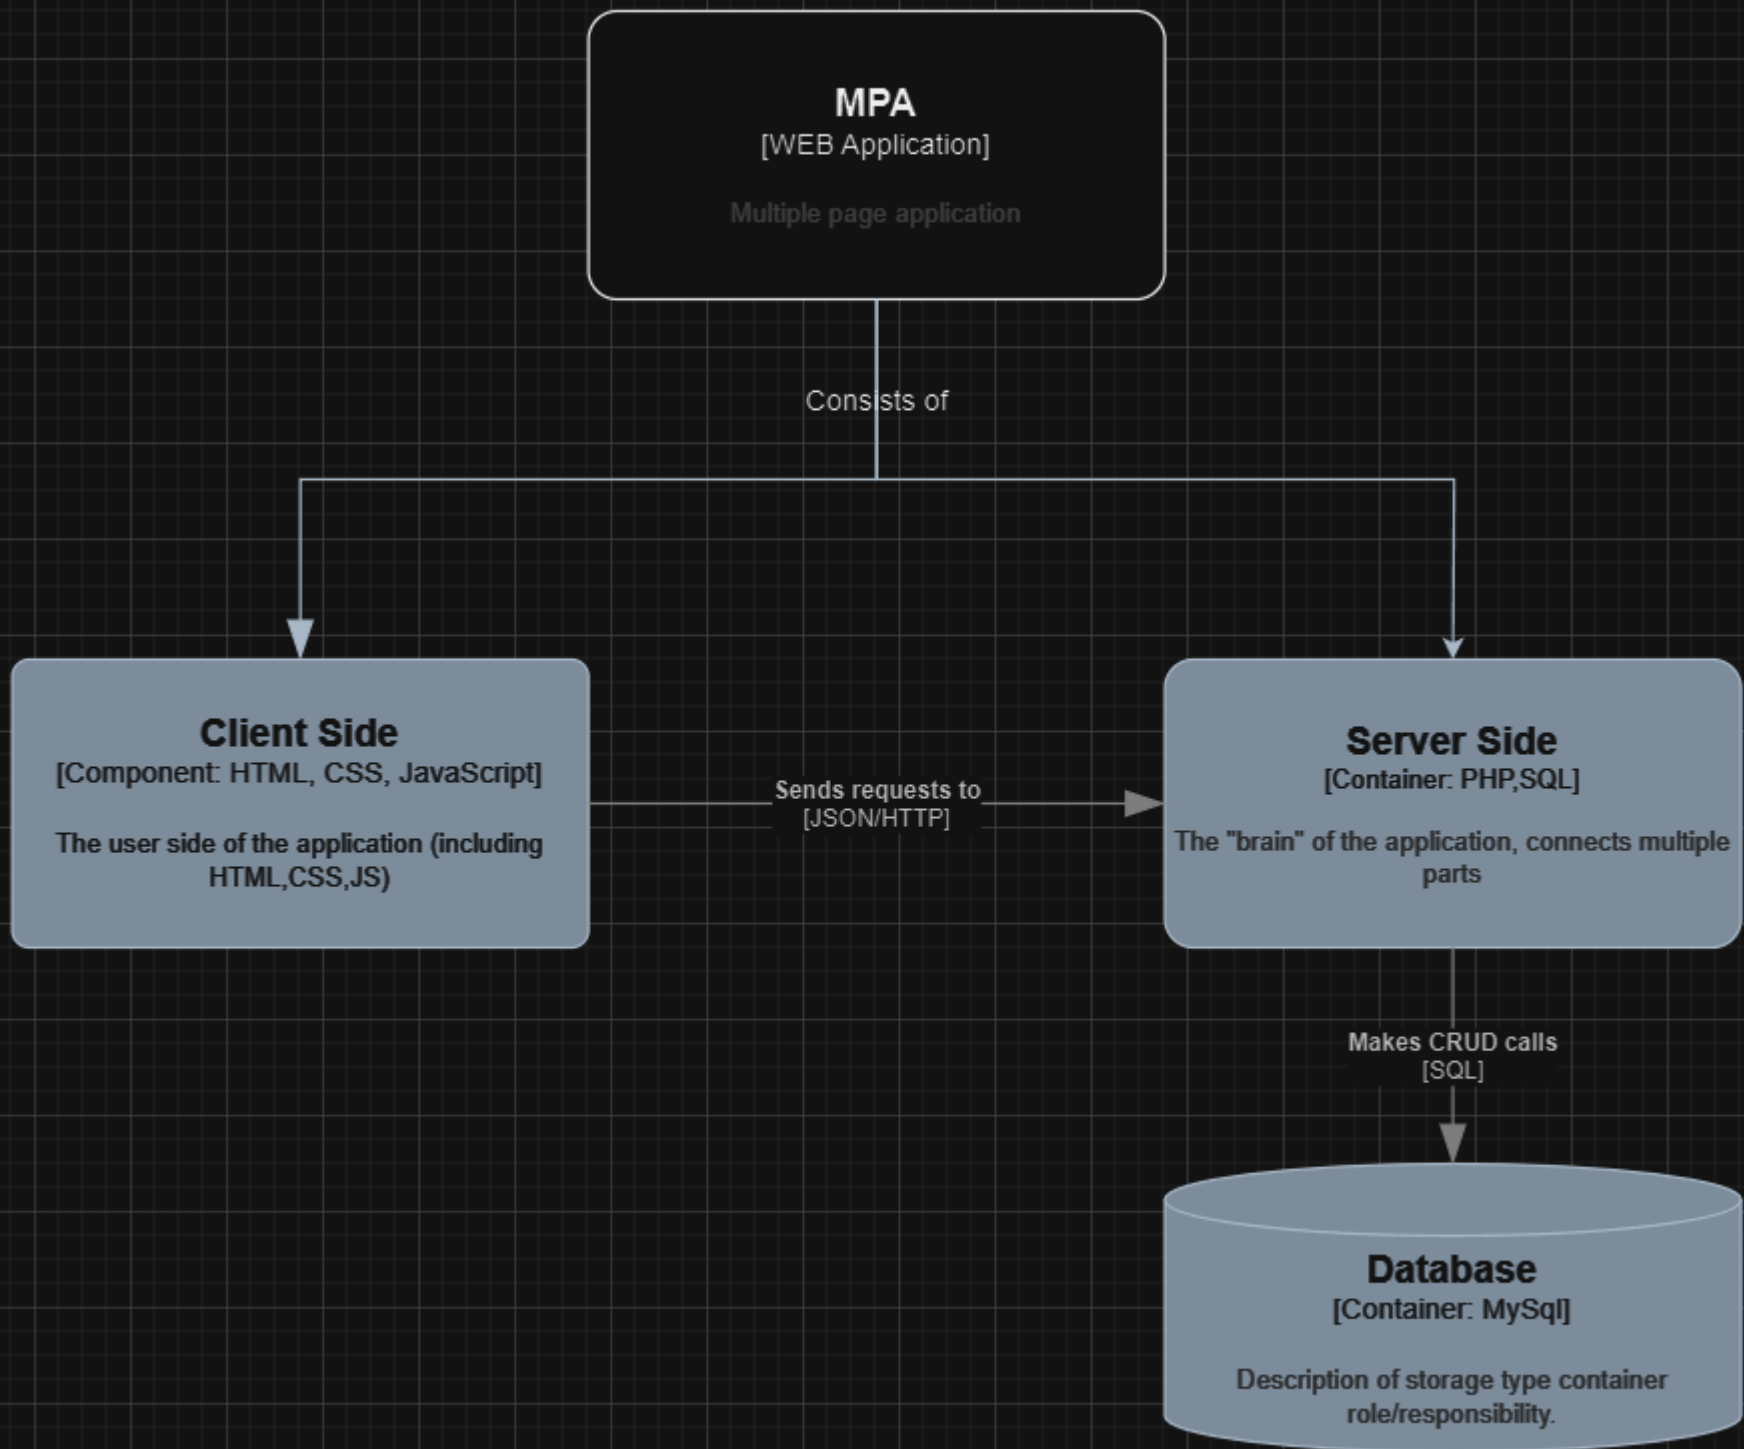 MPA
[WEB Application]
Multiple page application
Consists of
Client Side
[Component: HTML, CSS, JavaScript]
The user side of the application (including
HTML,CSS,JS)
Sends requests to
[JSON/HTTP]
Server Side
[Container: PHP,SQL]
The "brain" of the application, connects multiple
parts
Makes CRUD calls
[SQL]
Database
[Container: MySql]
Description of storage type container
role/responsibility.